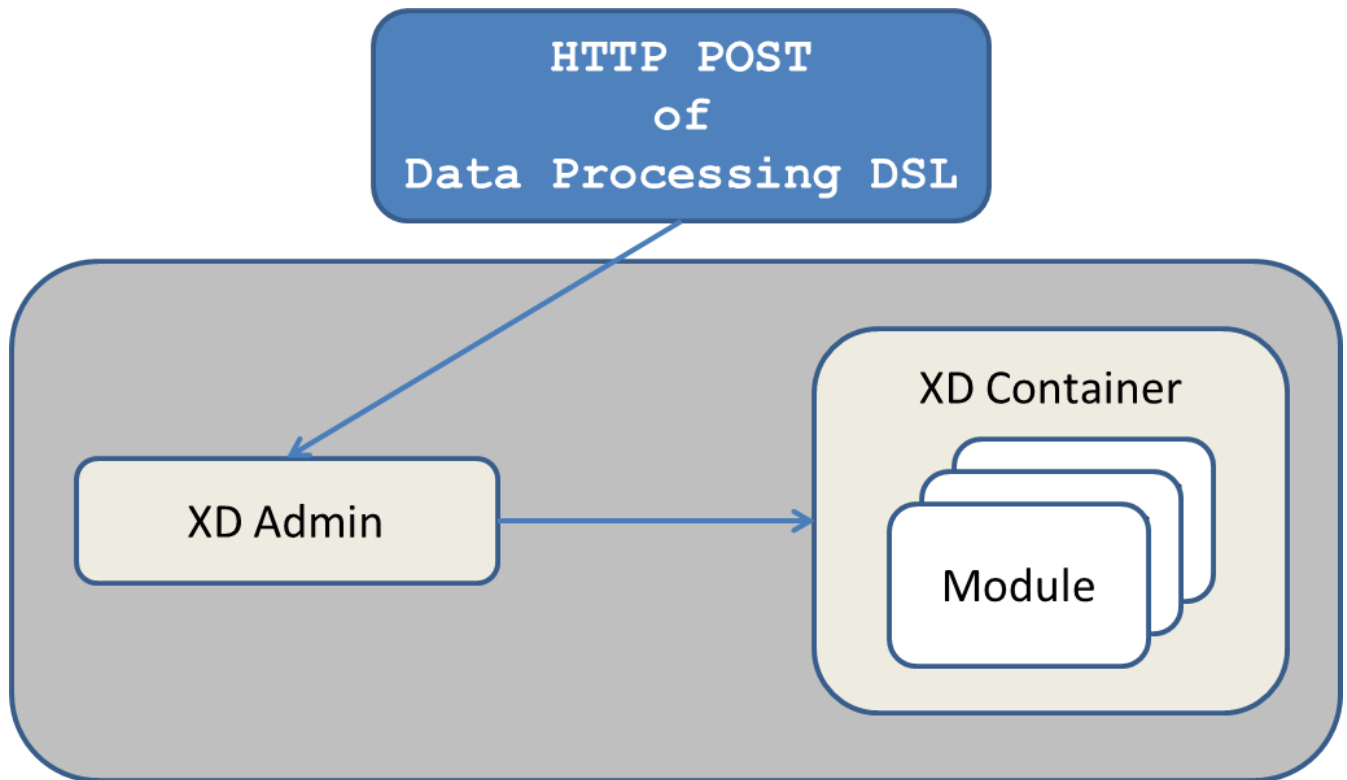 HTTP POST
of
Data Processing DSL
XD Container
XD Admin
Module